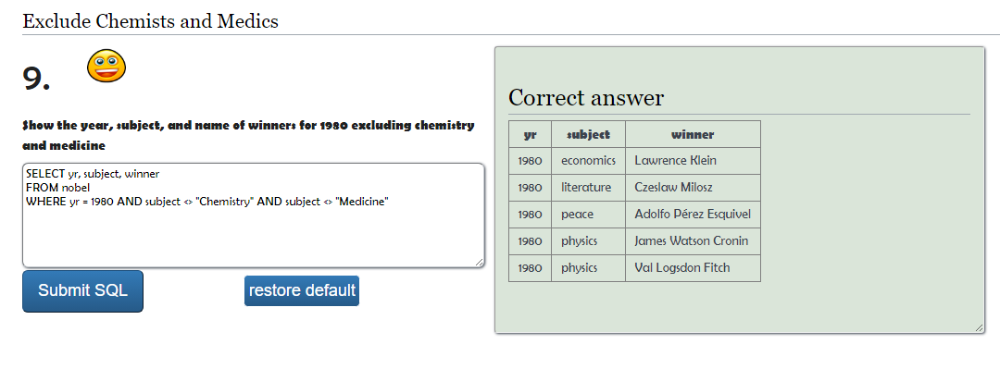 Exclude Chemists and Medics
9.
Show the year, subject, and name of winners for 1980 excluding chemistry
and medicine
SELECT yr, subject, winner
FROM nobel
WHERE yr = 1980 AND subject <> "Chemistry" AND subject <> "Medicine"
Submit SQL restore default
Correct answer
yr subject winner
1980 economics Lawrence Klein
1980 literature Czeslaw Milosz
1980 peace Adolfo Pérez Esquivel
1980 physics James Watson Cronin
1980 physics Val Logsdon Fitch